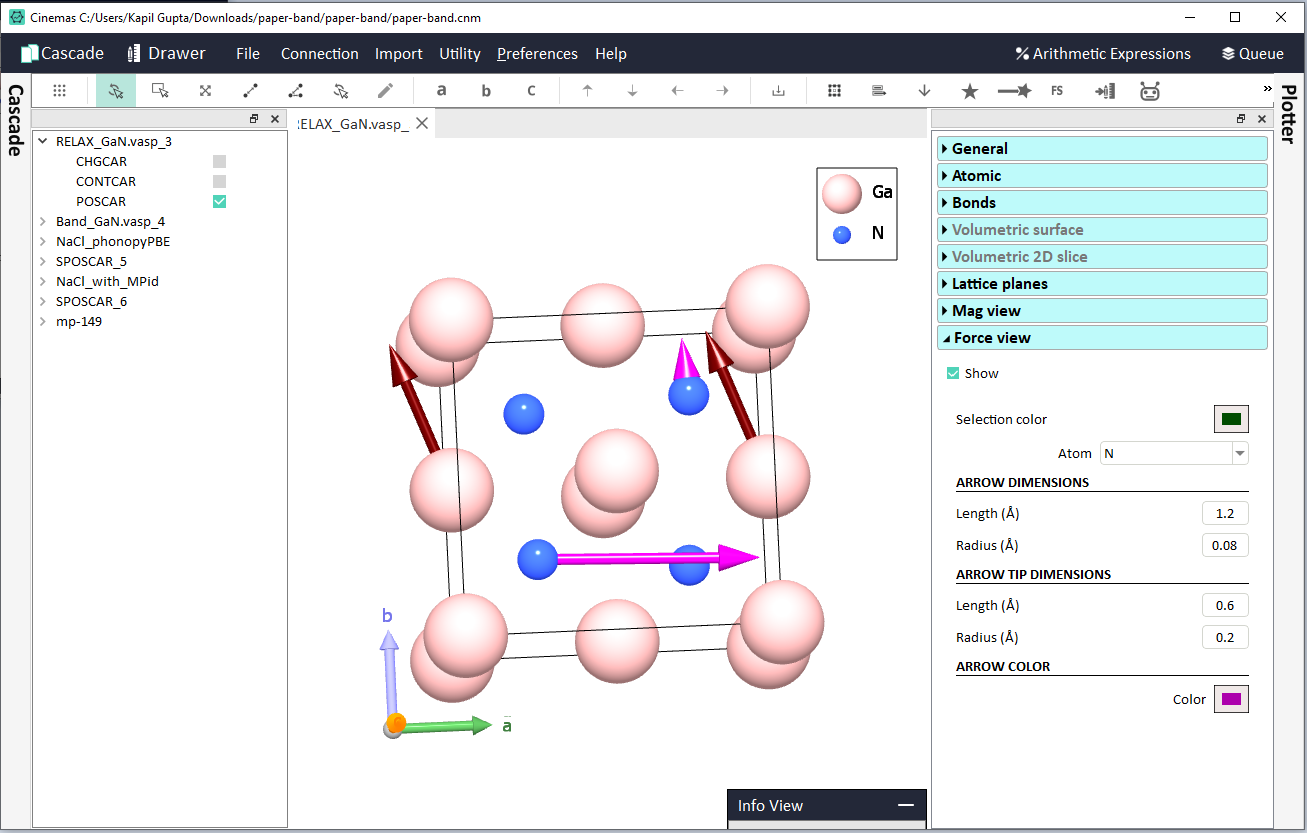 Cinemas C:/Users/Kapil Gupta/Downloads/paper-band/paper-band/paper-band.cnm
Cascade Drawer File Connection Import Utility Preferences Help Arithmetic Expressions Queue
a b c FS »
Cascade
Plotter
RELAX_GaN.vasp_3
CHGCAR
CONTCAR
POSCAR
Band_GaN.vasp_4
NaCl_phonopyPBE
SPOSCAR_5
NaCl_with_MPid
SPOSCAR_6
mp-149
RELAX_GaN.vasp_
Ga
N
b
a
Info View
General
Atomic
Bonds
Volumetric surface
Volumetric 2D slice
Lattice planes
Mag view
Force view
Show
Selection color
Atom N
ARROW DIMENSIONS
Length (Å) 1.2
Radius (Å) 0.08
ARROW TIP DIMENSIONS
Length (Å) 0.6
Radius (Å) 0.2
ARROW COLOR
Color